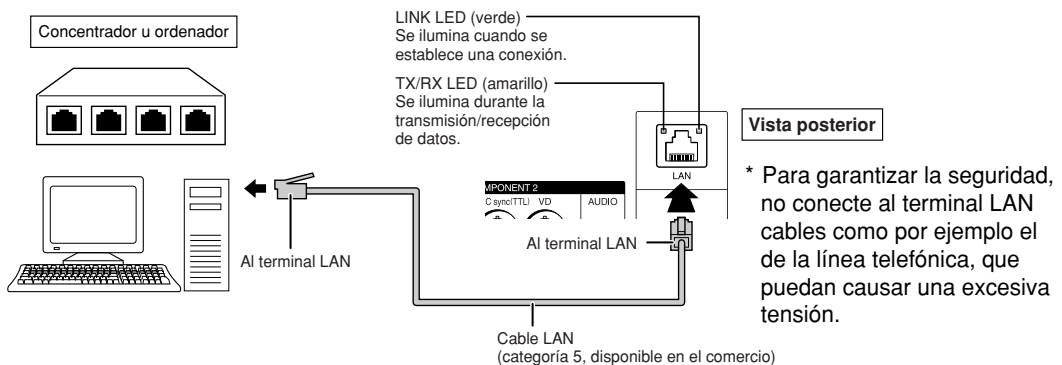 Concentrador u ordenador
LINK LED (verde)
Se ilumina cuando se
establece una conexión.
TX/RX LED (amarillo)
Se ilumina durante la
transmisión/recepción
de datos.
Vista posterior
LAN
MPONENT 2
C sync(TTL) VD AUDIO
Al terminal LAN
Al terminal LAN
Cable LAN
(categoría 5, disponible en el comercio)
* Para garantizar la seguridad,
no conecte al terminal LAN
cables como por ejemplo el
de la línea telefónica, que
puedan causar una excesiva
tensión.